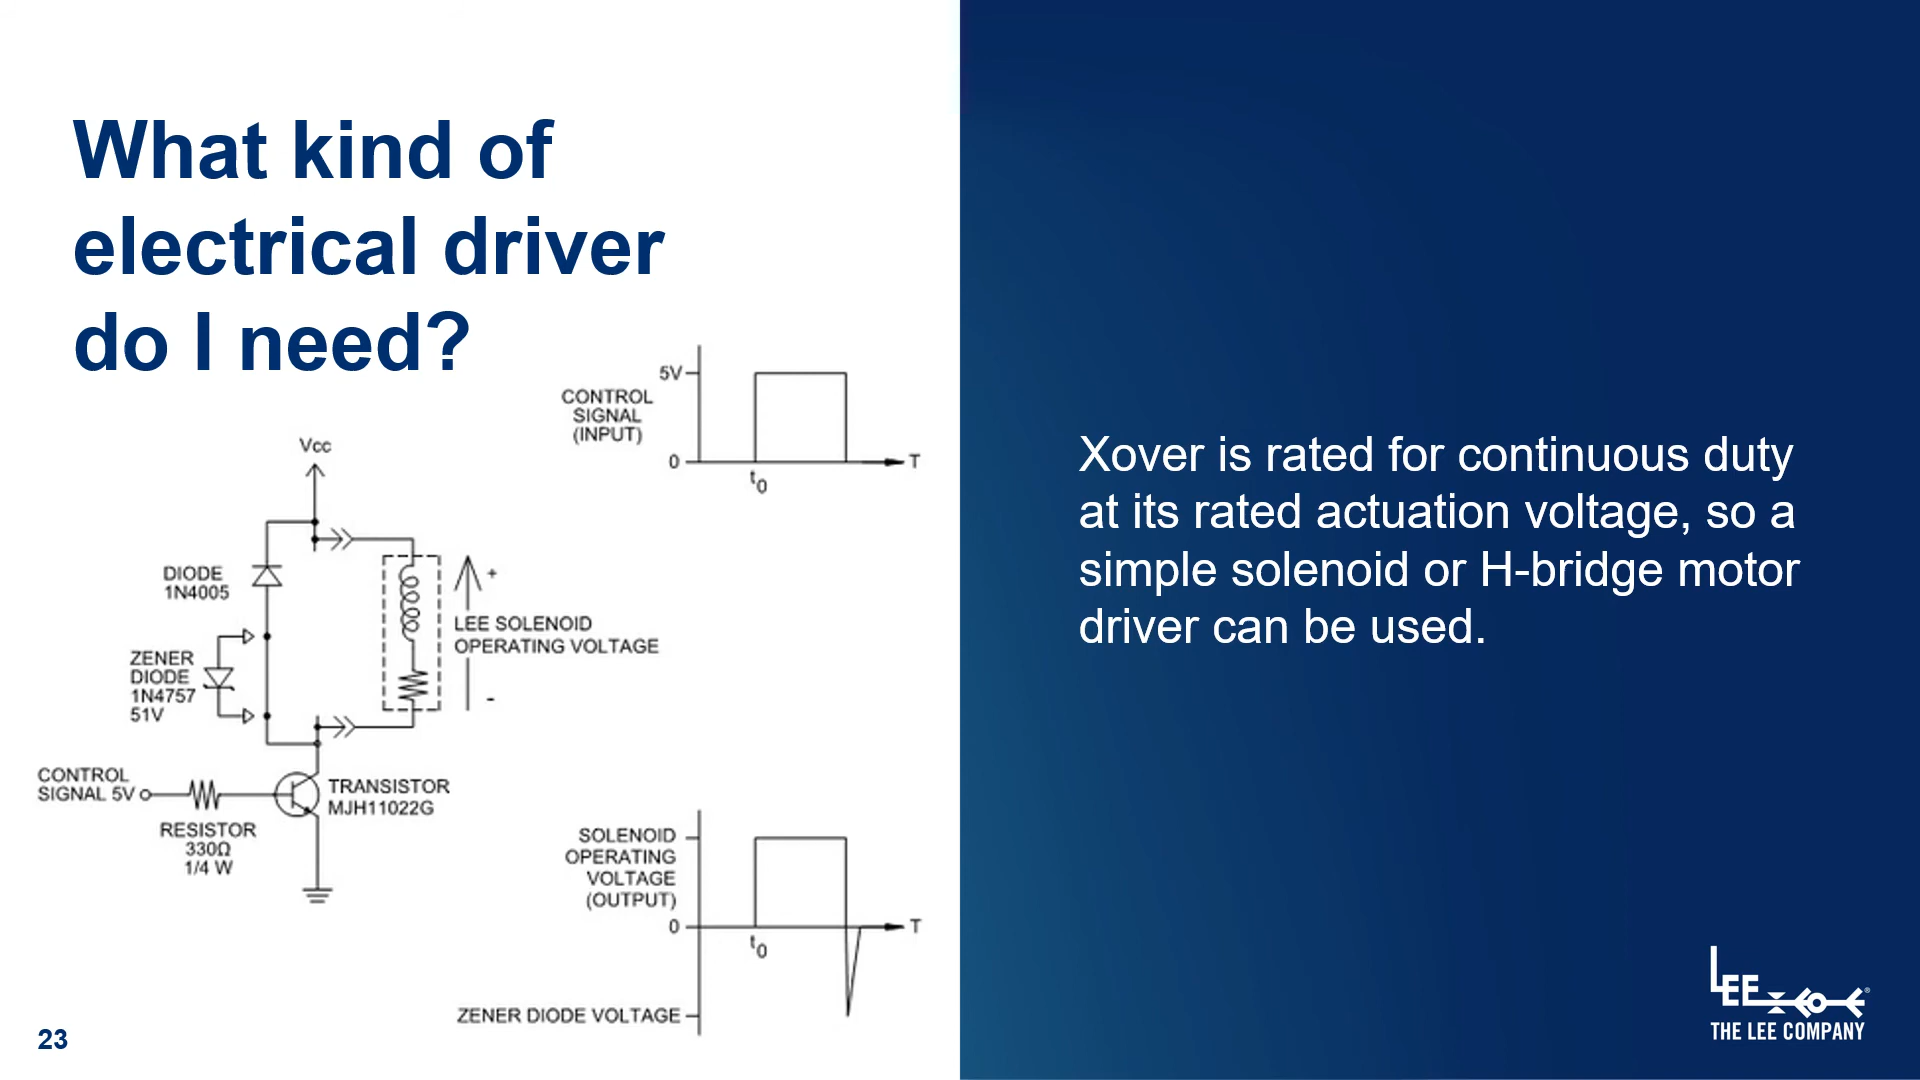 What kind of
electrical driver
do I need?
5V
CONTROL
SIGNAL
(INPUT)
0
T
t0
Vcc
DIODE
1N4005
+
LEE SOLENOID
OPERATING VOLTAGE
-
ZENER
DIODE
1N4757
51V
CONTROL
SIGNAL 5V
TRANSISTOR
MJH11022G
RESISTOR
330Ω
1/4 W
SOLENOID
OPERATING
VOLTAGE
(OUTPUT)
0
T
t0
ZENER DIODE VOLTAGE
23
Xover is rated for continuous duty
at its rated actuation voltage, so a
simple solenoid or H-bridge motor
driver can be used.
LEE ®
THE LEE COMPANY